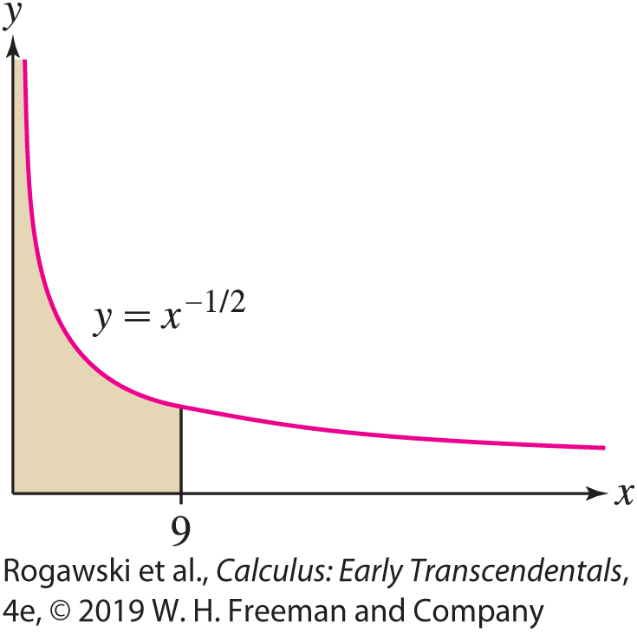 y
y = x^{-1/2}
x
9
Rogawski et al., Calculus: Early Transcendentals,
4e, © 2019 W. H. Freeman and Company